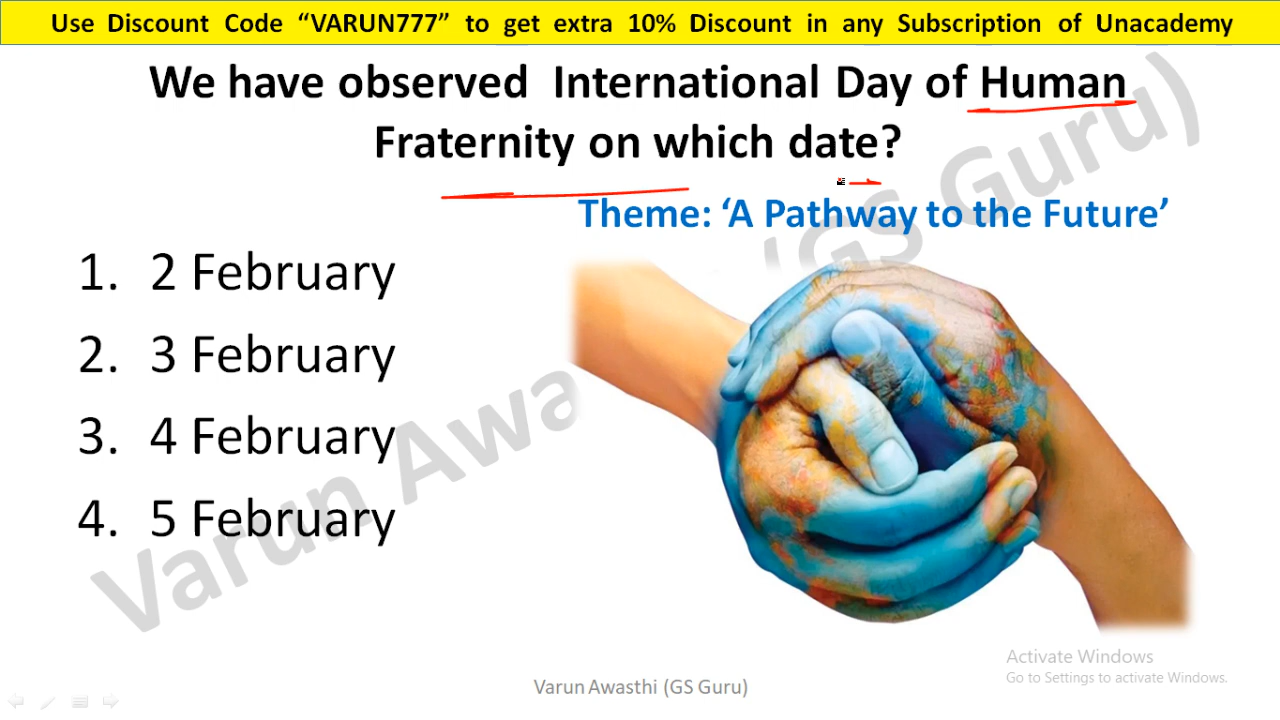 Use Discount Code “VARUN777” to get extra 10% Discount in any Subscription of Unacademy
We have observed International Day of Human
Fraternity on which date?
Theme: ‘A Pathway to the Future’
1. 2 February
2. 3 February
3. 4 February
4. 5 February
Varun Awa (GS Guru)
Activate Windows
Go to Settings to activate Windows.
Varun Awasthi (GS Guru)